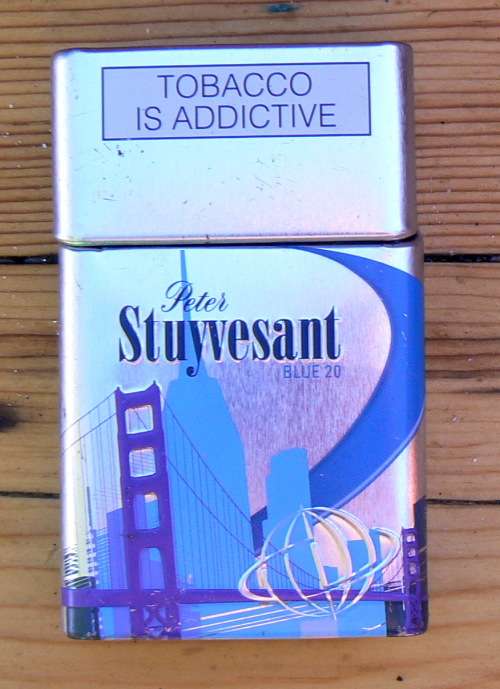 TOBACCO
IS ADDICTIVE
Peter
Stuyvesant
BLUE 20